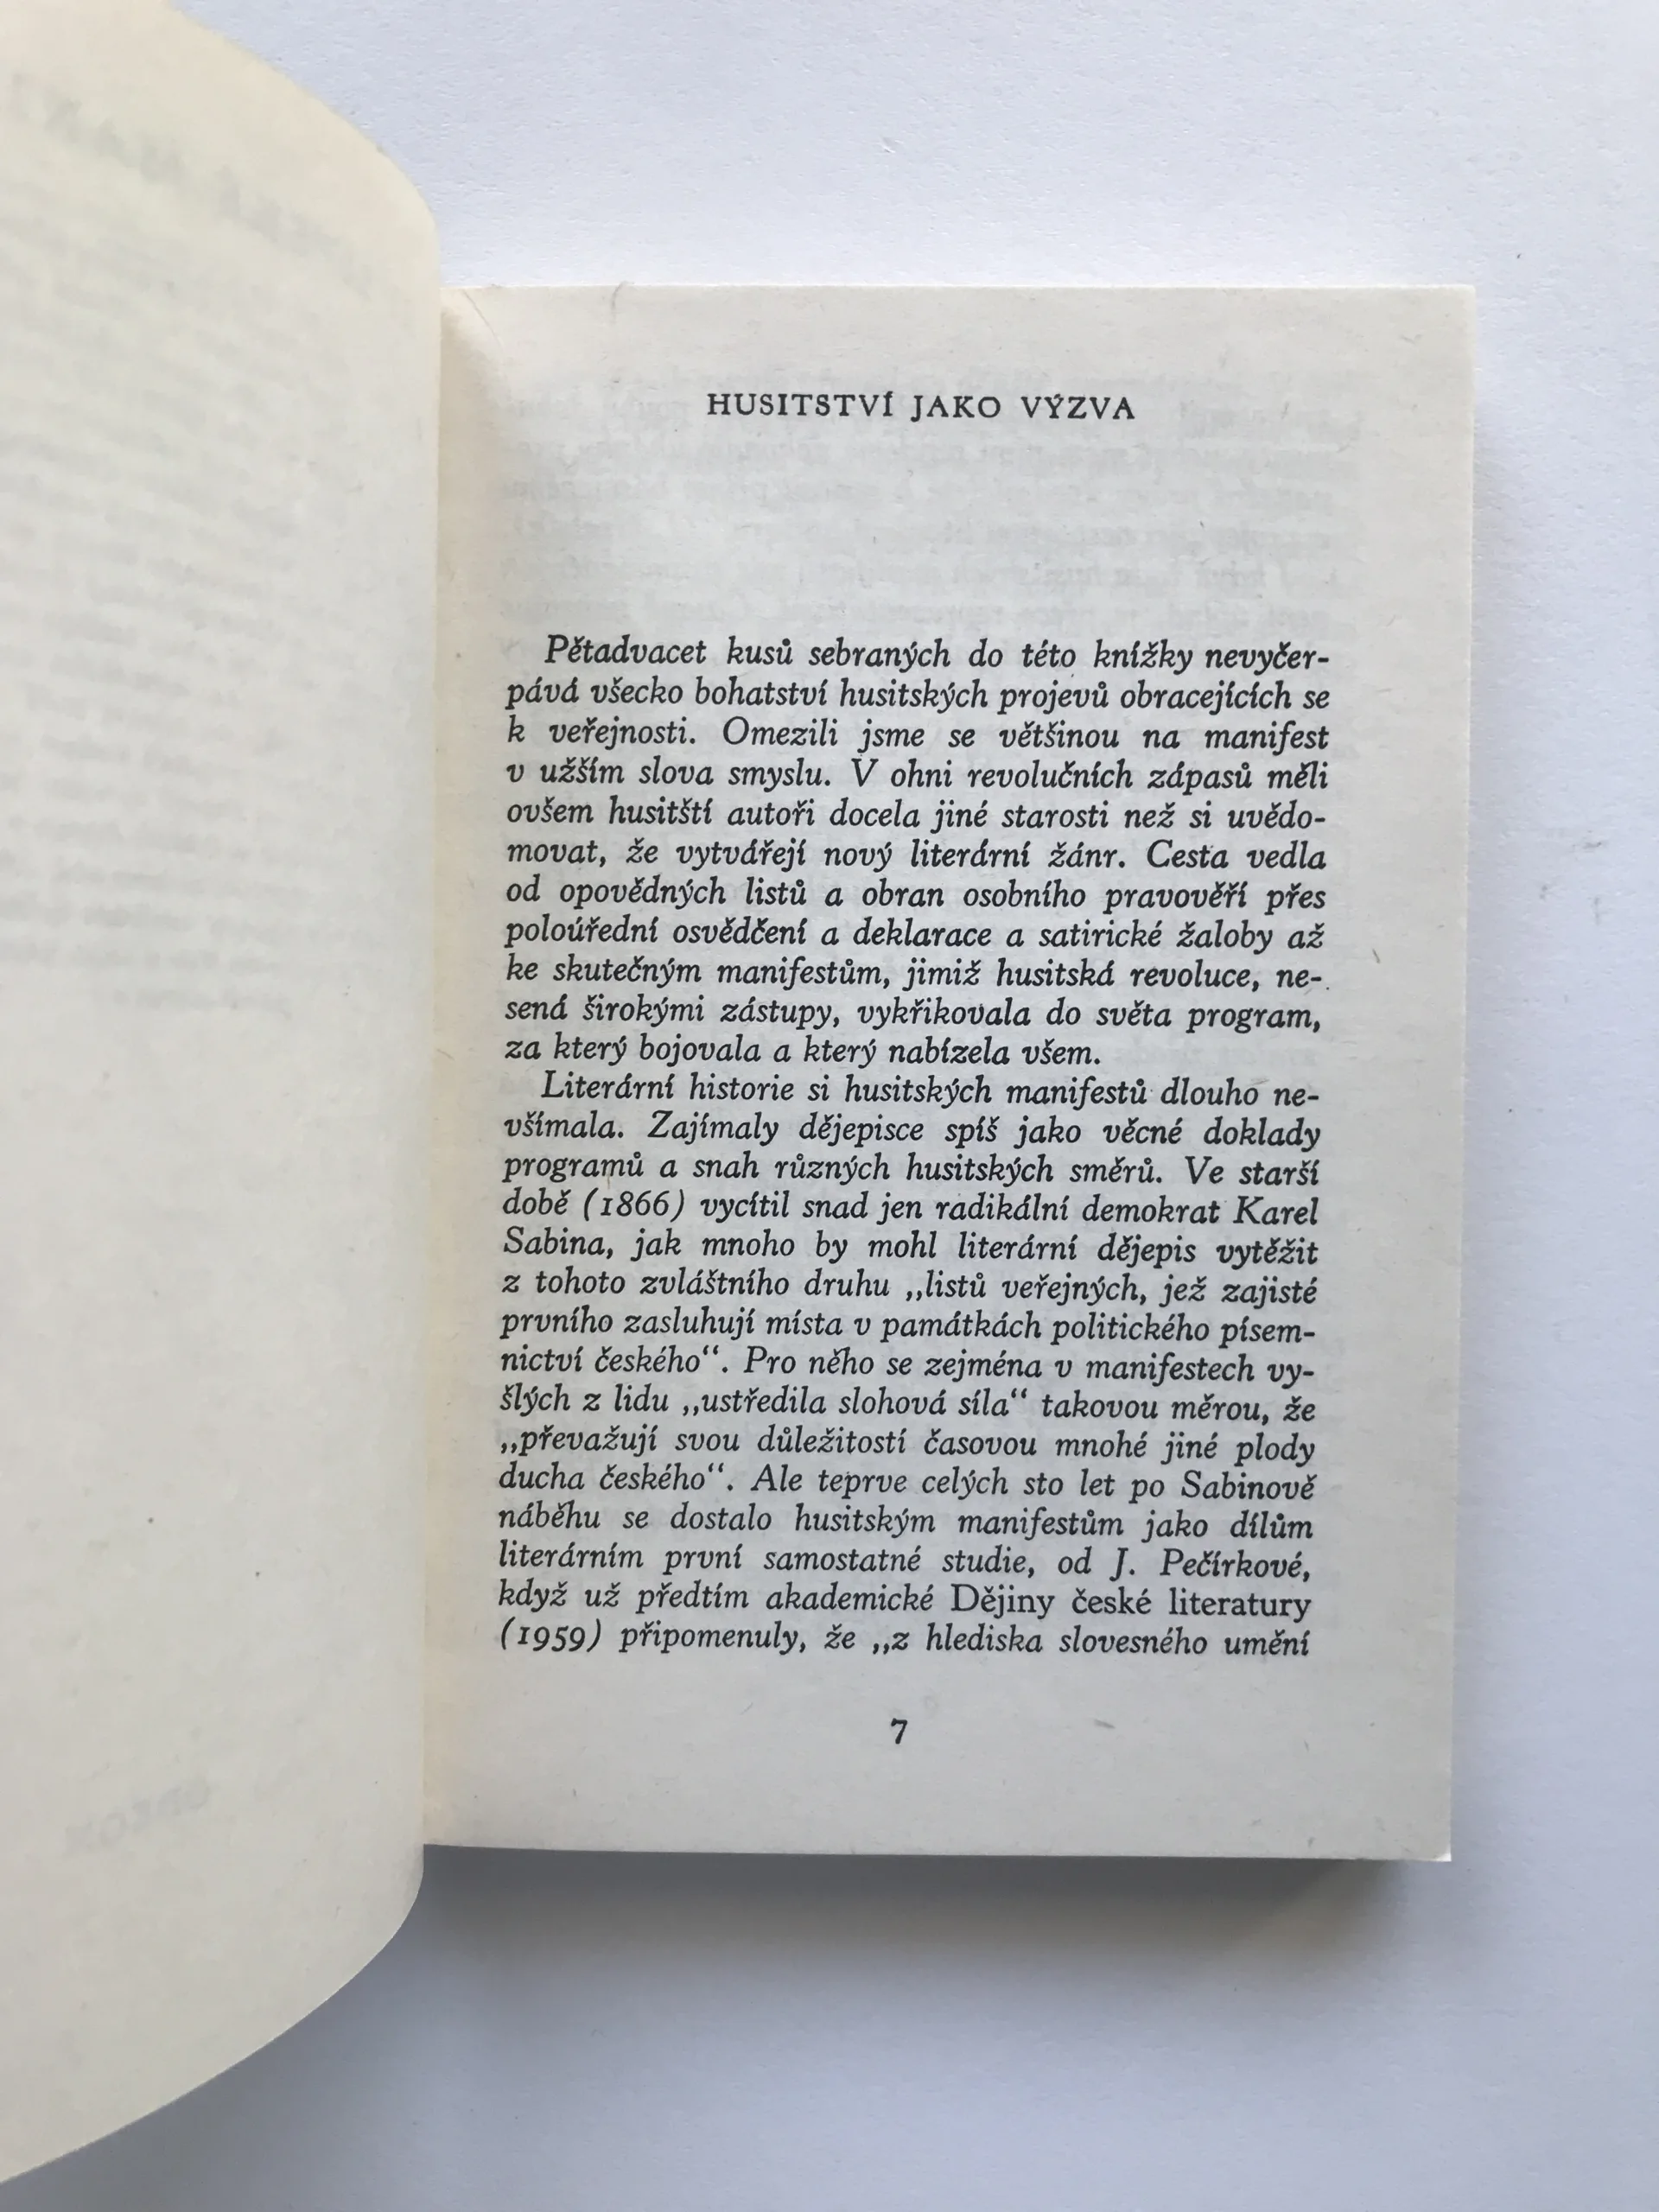 HUSITSTVÍ JAKO VÝZVA
Pětadvacet kusů sebraných do této knížky nevyčer-
pává všecko bohatství husitských projevů obracejících se
k veřejnosti. Omezili jsme se většinou na manifest
v užším slova smyslu. V ohni revolučních zápasů měli
ovšem husitští autoři docela jiné starosti než si uvědo-
movat, že vytvářejí nový literární žánr. Cesta vedla
od opovědných listů a obran osobního pravověří přes
poloúřední osvědčení a deklarace a satirické žaloby až
ke skutečným manifestům, jimiž husitská revoluce, ne-
sená širokými zástupy, vykřikovala do světa program,
za který bojovala a který nabízela všem.
Literární historie si husitských manifestů dlouho ne-
všímala. Zajímaly dějepisce spíš jako věcné doklady
programů a snah různých husitských směrů. Ve starší
době (1866) vycítil snad jen radikální demokrat Karel
Sabina, jak mnoho by mohl literární dějepis vytěžit
z tohoto zvláštního druhu „listů veřejných, jež zajisté
prvního zasluhují místa v památkách politického písem-
nictví českého“. Pro něho se zejména v manifestech vy-
šlých z lidu „ustředila slohová síla“ takovou měrou, že
„převažují svou důležitostí časovou mnohé jiné plody
ducha českého“. Ale teprve celých sto let po Sabinově
náběhu se dostalo husitským manifestům jako dílům
literárním první samostatné studie, od J. Pečírkové,
když už předtím akademické Dějiny české literatury
(1959) připomenuly, že „z hlediska slovesného umění
7